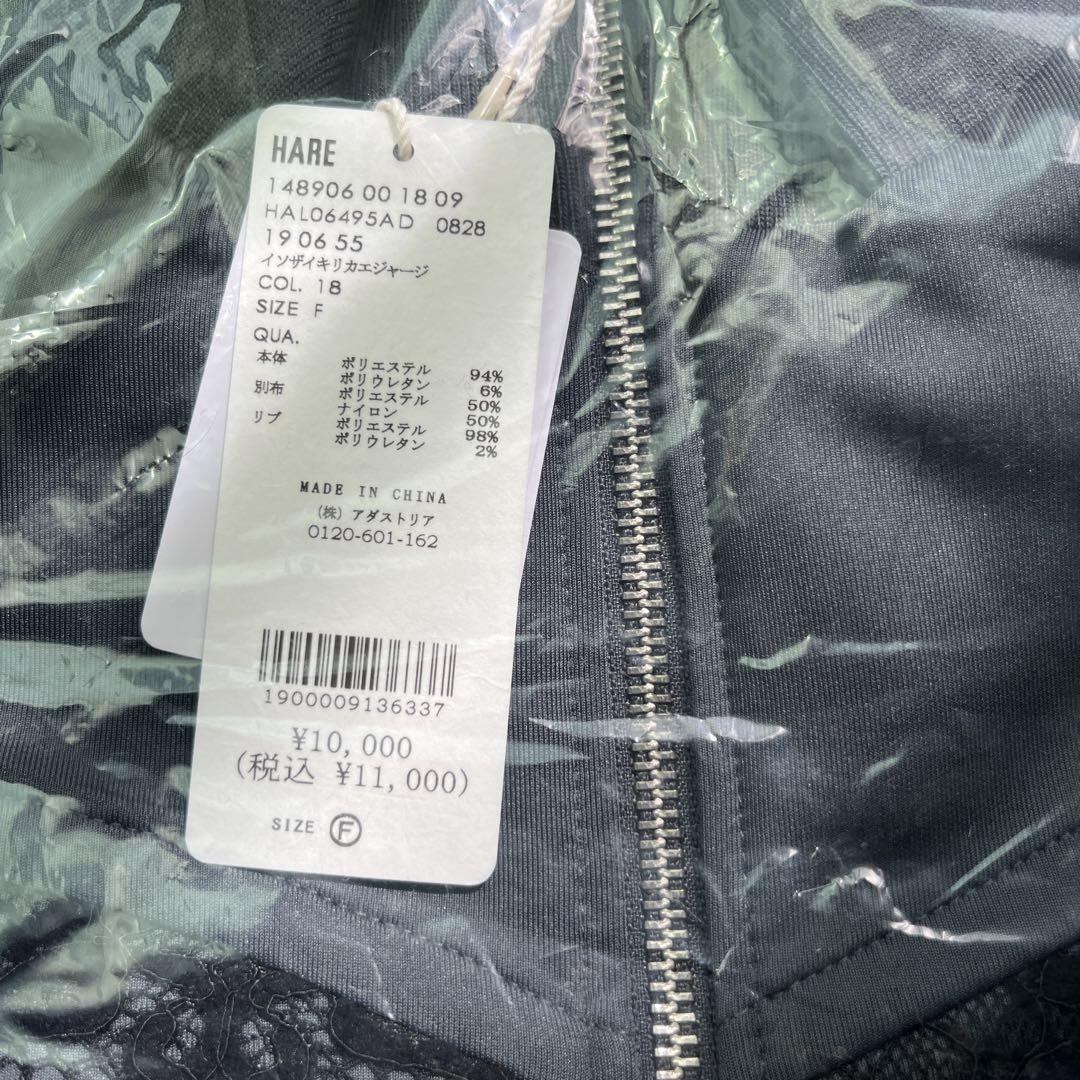 HARE
148906 00 18 09
HAL06495AD 0828
19 06 55
イソザイキリカエジャージ
COL. 18
SIZE F
QUA.
本体 ポリエステル 94%
ポリウレタン 6%
別布 ポリエステル 50%
ナイロン 50%
リブ ポリエステル 98%
ポリウレタン 2%
MADE IN CHINA
(株) アダストリア
0120-601-162
1900009136337
¥10,000
(税込 ¥11,000)
SIZE Ⓕ